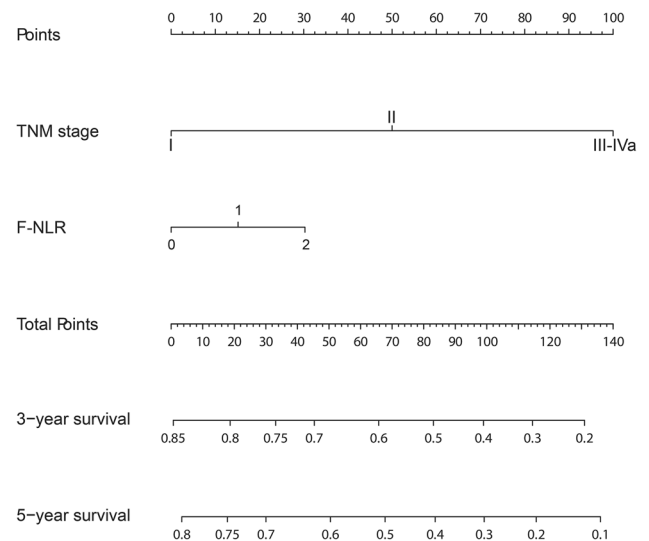 0 10 20 30 40 50 60 70 80 90 100
Points
II
TNM stage
I III-IVa
1
F-NLR
0 2
Total Points
0 10 20 30 40 50 60 70 80 90 100 120 140
3−year survival
0.85 0.8 0.75 0.7 0.6 0.5 0.4 0.3 0.2
5−year survival
0.8 0.75 0.7 0.6 0.5 0.4 0.3 0.2 0.1